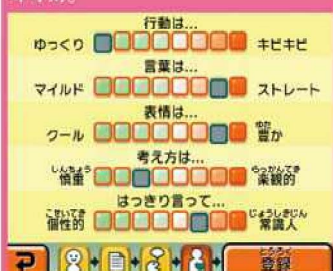 行動は...
ゆっくり キビキビ
言葉は...
マイルド ストレート
表情は...
クール 豊か
ゆた
考え方は...
しんちょう らっかんてき
慎重 楽観的
はっきり言って...
こせいてき じょうしきじん
個性的 常識人
とうろく
登録